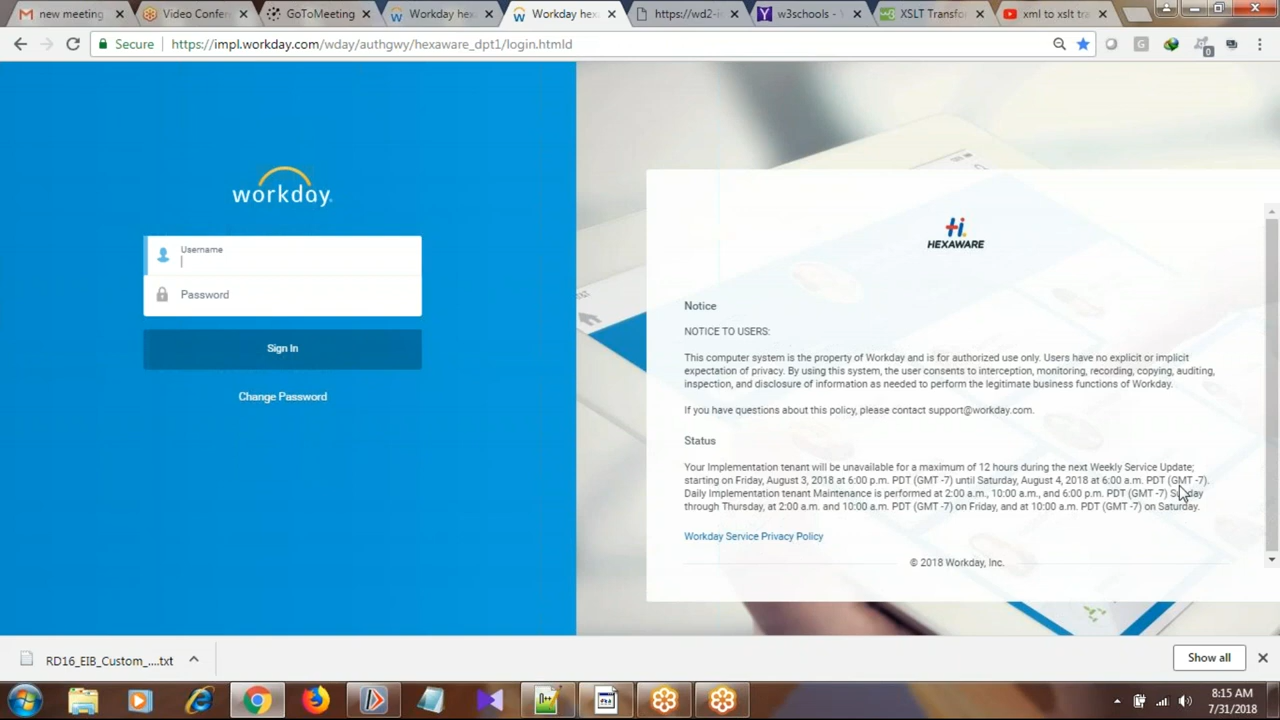 new meeting
Video Confer
GoToMeeting
Workday hex
Workday hex
https://wd2-i
w3schools - Y
XSLT Transfo
xml to xslt tra
Secure
https://impl.workday.com/wday/authgwy/hexaware_dpt1/login.htmld
workday.
Username
Password
Sign In
Change Password
Hi
HEXAWARE
Notice
NOTICE TO USERS:
This computer system is the property of Workday and is for authorized use only. Users have no explicit or implicit
expectation of privacy. By using this system, the user consents to interception, monitoring, recording, copying, auditing,
inspection, and disclosure of information as needed to perform the legitimate business functions of Workday.
If you have questions about this policy, please contact support@workday.com.
Status
Your Implementation tenant will be unavailable for a maximum of 12 hours during the next Weekly Service Update;
starting on Friday, August 3, 2018 at 6:00 p.m. PDT (GMT -7) until Saturday, August 4, 2018 at 6:00 a.m. PDT (GMT -7).
Daily Implementation tenant Maintenance is performed at 2:00 a.m., 10:00 a.m., and 6:00 p.m. PDT (GMT -7) Sunday
through Thursday, at 2:00 a.m. and 10:00 a.m. PDT (GMT -7) on Friday, and at 10:00 a.m. PDT (GMT -7) on Saturday.
Workday Service Privacy Policy
© 2018 Workday, Inc.
RD16_EIB_Custom_....txt
Show all
8:15 AM
7/31/2018